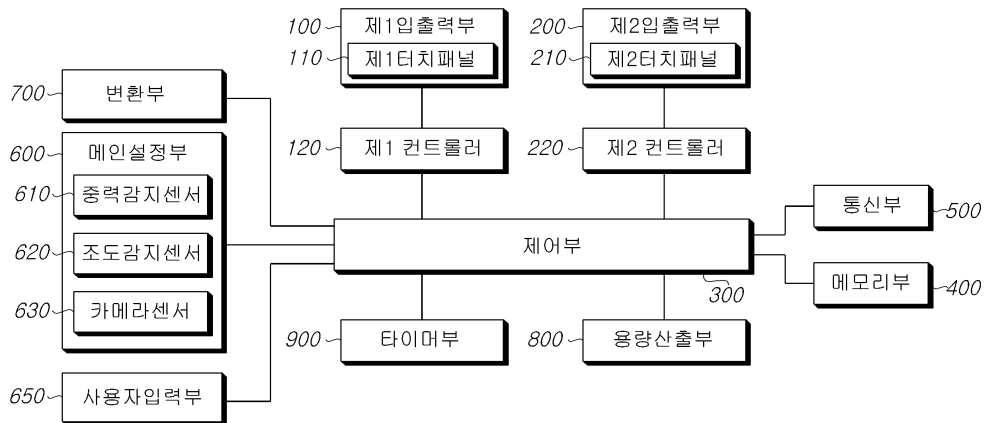 100 제1입출력부
110 제1터치패널
200 제2입출력부
210 제2터치패널
700 변환부
600 메인설정부
610 중력감지센서
620 조도감지센서
630 카메라센서
120 제1 컨트롤러
220 제2 컨트롤러
통신부 500
제어부
300
메모리부 400
900 타이머부
800 용량산출부
650 사용자입력부